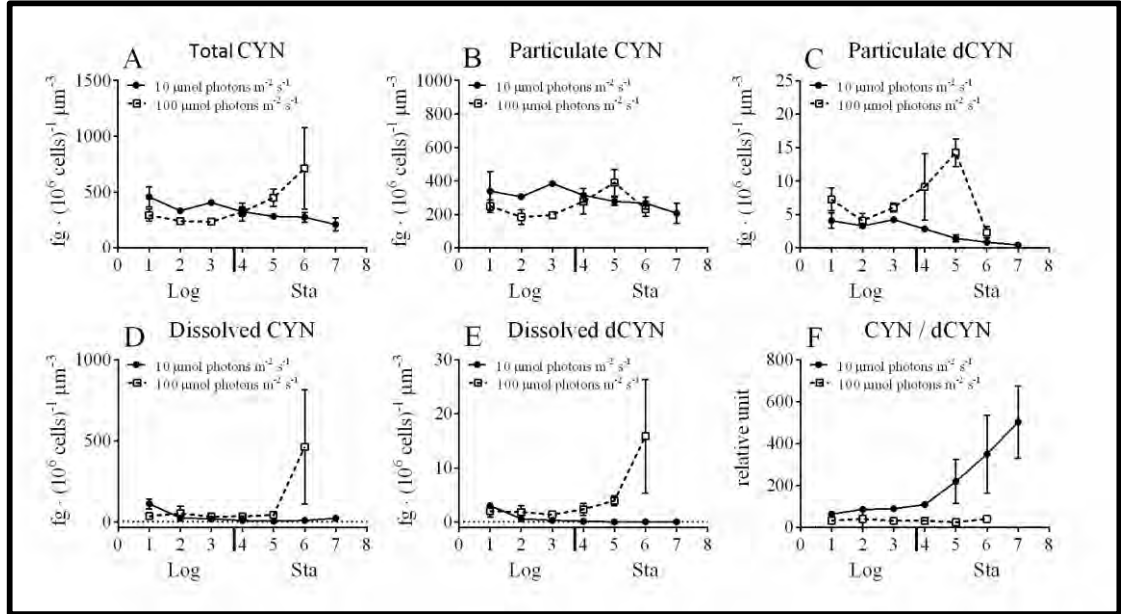 A Total CYN
1500
1000
500
0
10 µmol photons m⁻² s⁻¹
100 µmol photons m⁻² s⁻¹
fg · (10⁶ cells)⁻¹ µm⁻³
0 1 2 3 4 5 6 7 8
Log Sta
B Particulate CYN
1000
800
600
400
200
0
10 µmol photons m⁻² s⁻¹
100 µmol photons m⁻² s⁻¹
fg · (10⁶ cells)⁻¹ µm⁻³
0 1 2 3 4 5 6 7 8
Log Sta
C Particulate dCYN
25
20
15
10
5
0
10 µmol photons m⁻² s⁻¹
100 µmol photons m⁻² s⁻¹
fg · (10⁶ cells)⁻¹ µm⁻³
0 1 2 3 4 5 6 7 8
Log Sta
D Dissolved CYN
1000
500
0
10 µmol photons m⁻² s⁻¹
100 µmol photons m⁻² s⁻¹
fg · (10⁶ cells)⁻¹ µm⁻³
0 1 2 3 4 5 6 7 8
Log Sta
E Dissolved dCYN
30
20
10
0
10 µmol photons m⁻² s⁻¹
100 µmol photons m⁻² s⁻¹
fg · (10⁶ cells)⁻¹ µm⁻³
0 1 2 3 4 5 6 7 8
Log Sta
F CYN / dCYN
800
600
400
200
0
10 µmol photons m⁻² s⁻¹
100 µmol photons m⁻² s⁻¹
relative unit
0 1 2 3 4 5 6 7 8
Log Sta